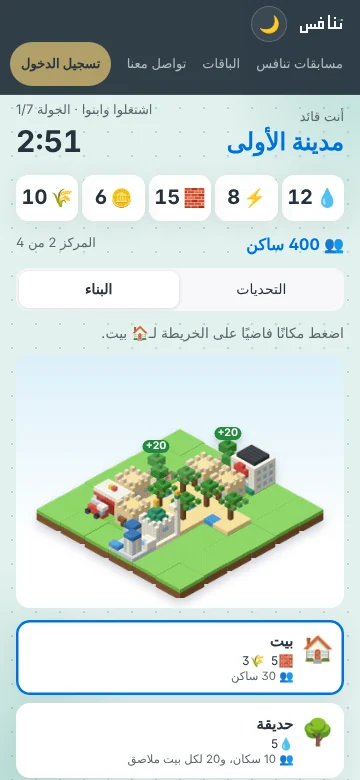 تنافس
مسابقات تنافس
الباقات
تواصل معنا
تسجيل الدخول
أنت قائد
اشتغلوا وابنوا · الجولة 1/7
مدينة الأولى
2:51
12
8
15
6
10
400 ساكن
المركز 2 من 4
التحديات
البناء
اضغط مكانًا فاضيًا على الخريطة لـ بيت.
+20
+20
بيت
5 3
30 ساكن
حديقة
5
10 سكان، و20 لكل بيت ملاصق